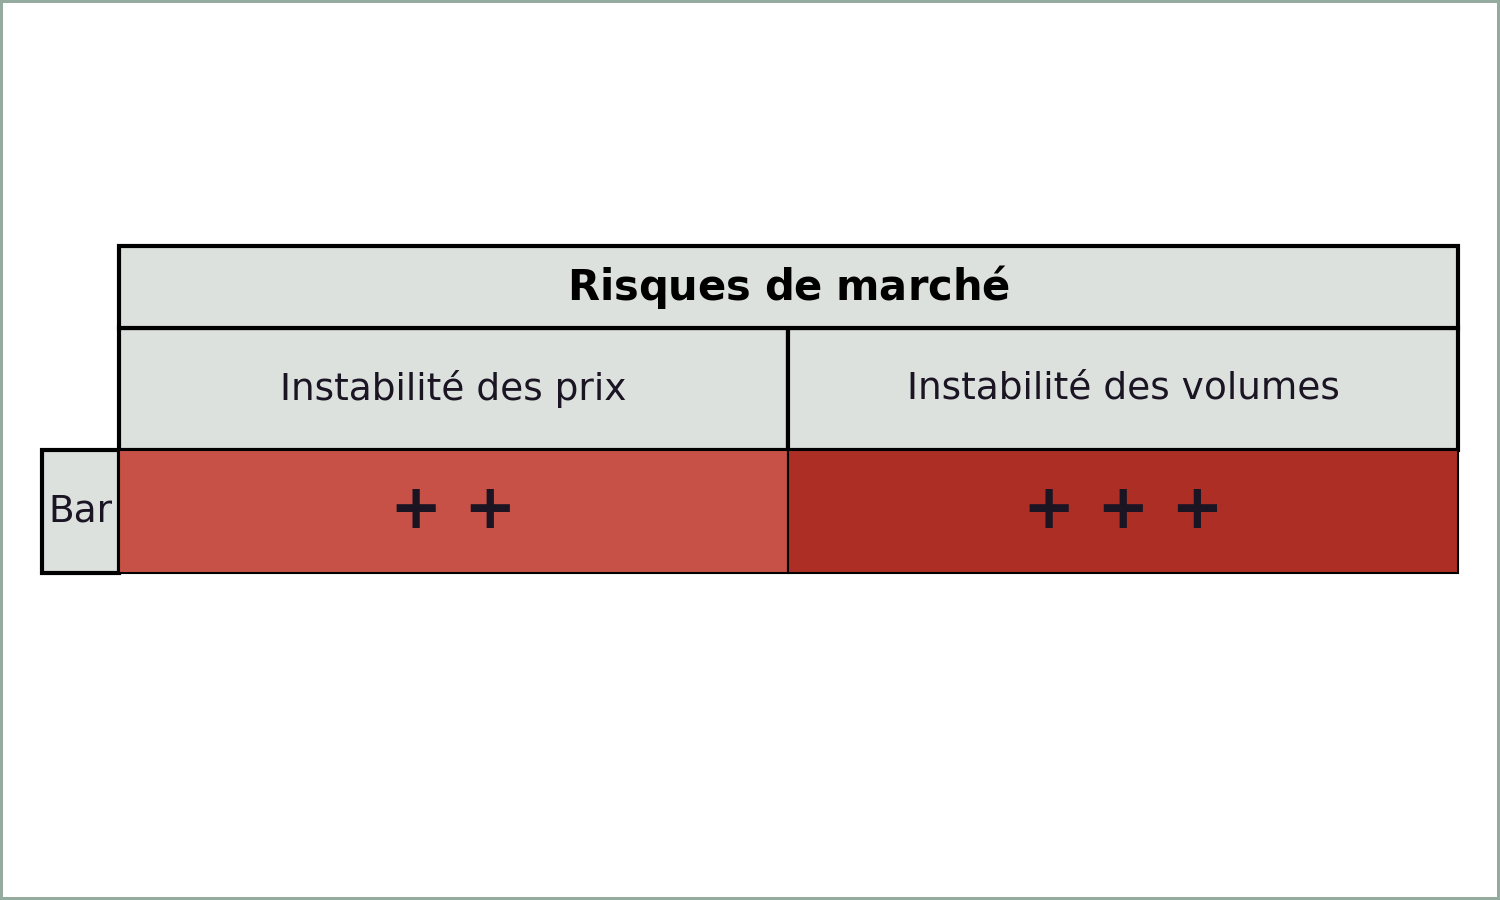 Risques de marché
Instabilité des prix
Instabilité des volumes
Bar
+ +
+ + +